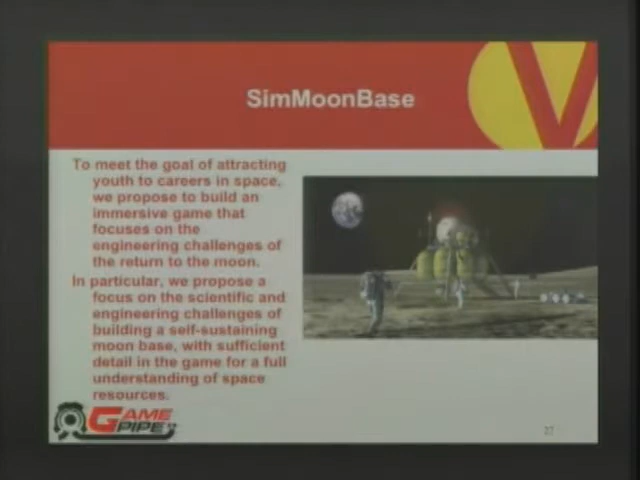 SimMoonBase
To meet the goal of attracting
youth to careers in space,
we propose to build an
immersive game that
focuses on the
engineering challenges of
the return to the moon.
In particular, we propose a
focus on the scientific and
engineering challenges of
building a self-sustaining
moon base, with sufficient
detail in the game for a full
understanding of space
resources.
GAME
PIPE
27